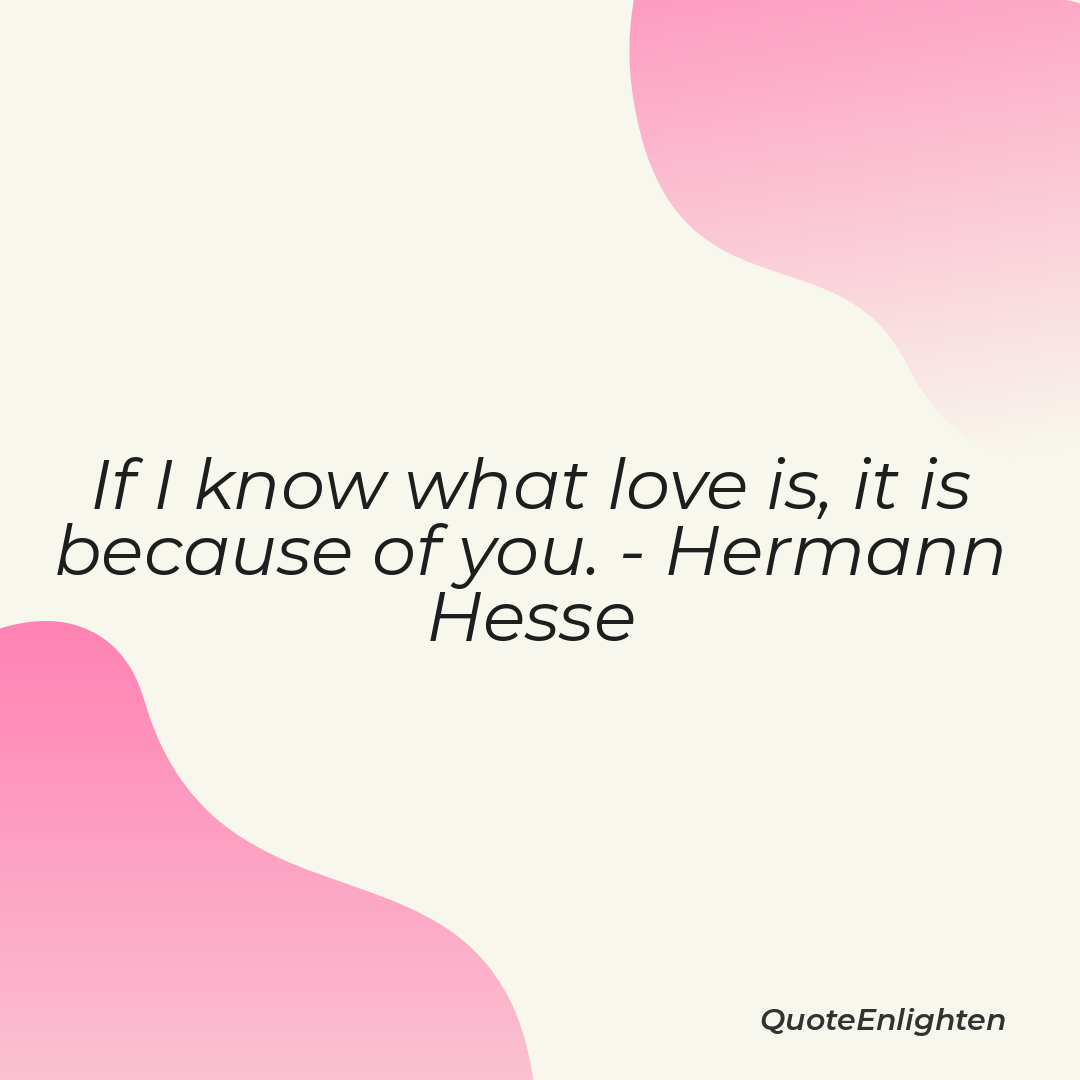 If I know what love is, it is
because of you. - Hermann
Hesse
QuoteEnlighten